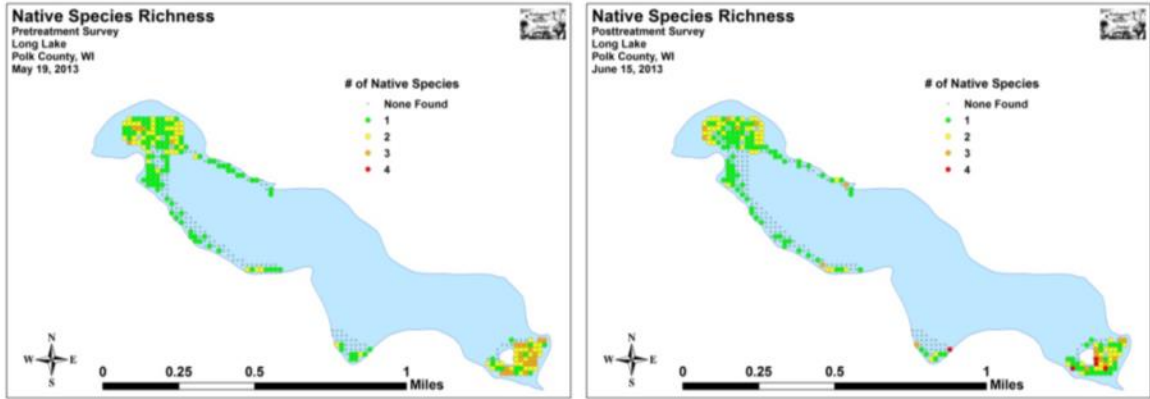 Native Species Richness
Pretreatment Survey
Long Lake
Polk County, WI
May 19, 2013
# of Native Species
None Found
1
2
3
4
N
W E
S
0 0.25 0.5 1
Miles
Native Species Richness
Posttreatment Survey
Long Lake
Polk County, WI
June 15, 2013
# of Native Species
None Found
1
2
3
4
N
W E
S
0 0.25 0.5 1
Miles